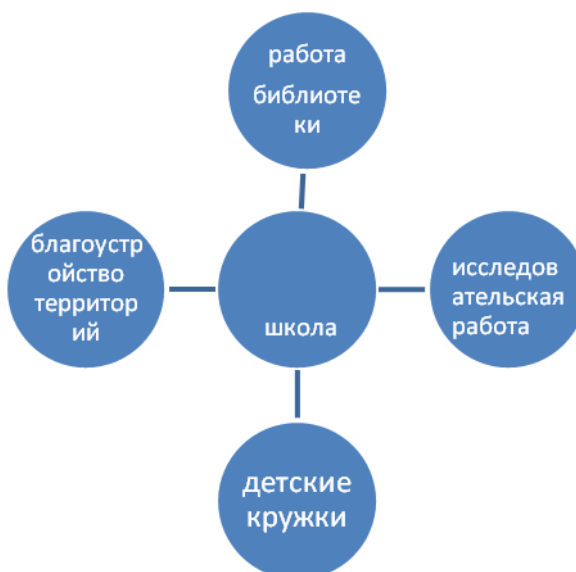 работа
библиоте
ки
благоустр
ойство
территор
ий
школа
исследов
ательская
работа
детские
кружки